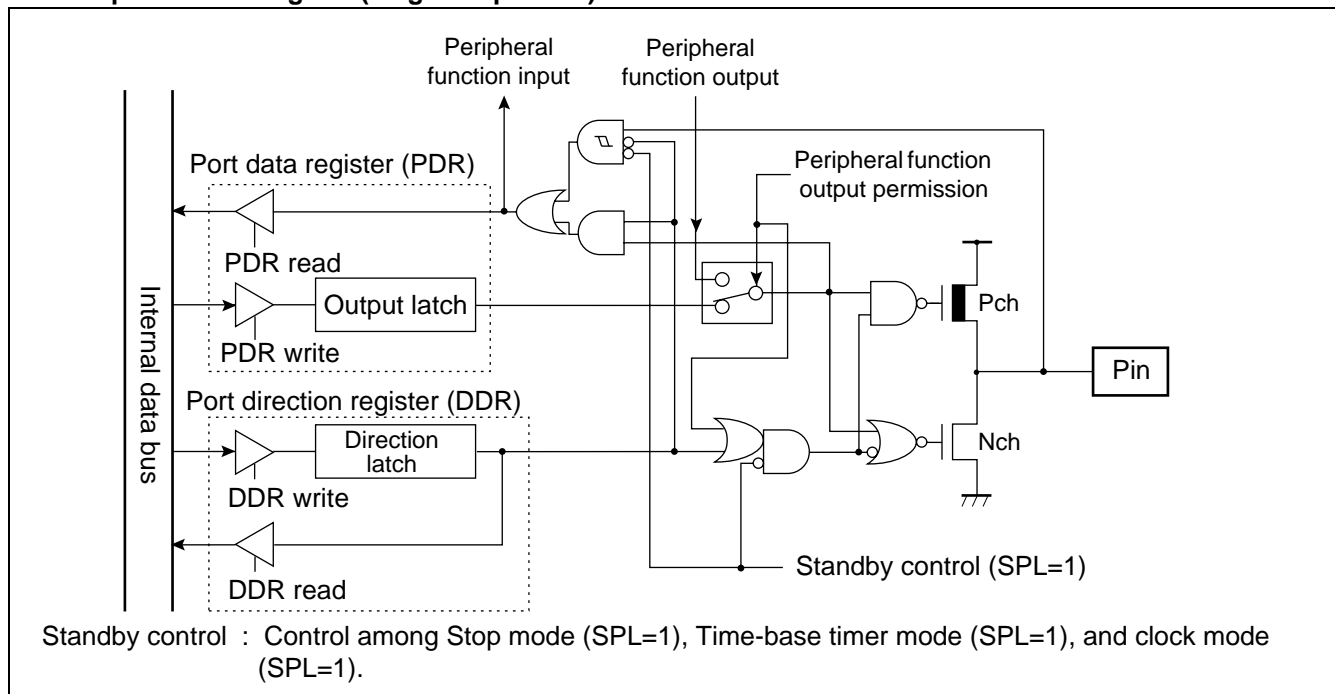 Peripheral
function input
Peripheral
function output
Port data register (PDR)
Peripheral function
output permission
PDR read
Output latch
PDR write
Pch
Pin
Internal data bus
Port direction register (DDR)
Direction
latch
Nch
DDR write
DDR read
Standby control (SPL=1)
Standby control : Control among Stop mode (SPL=1), Time-base timer mode (SPL=1), and clock mode
(SPL=1).